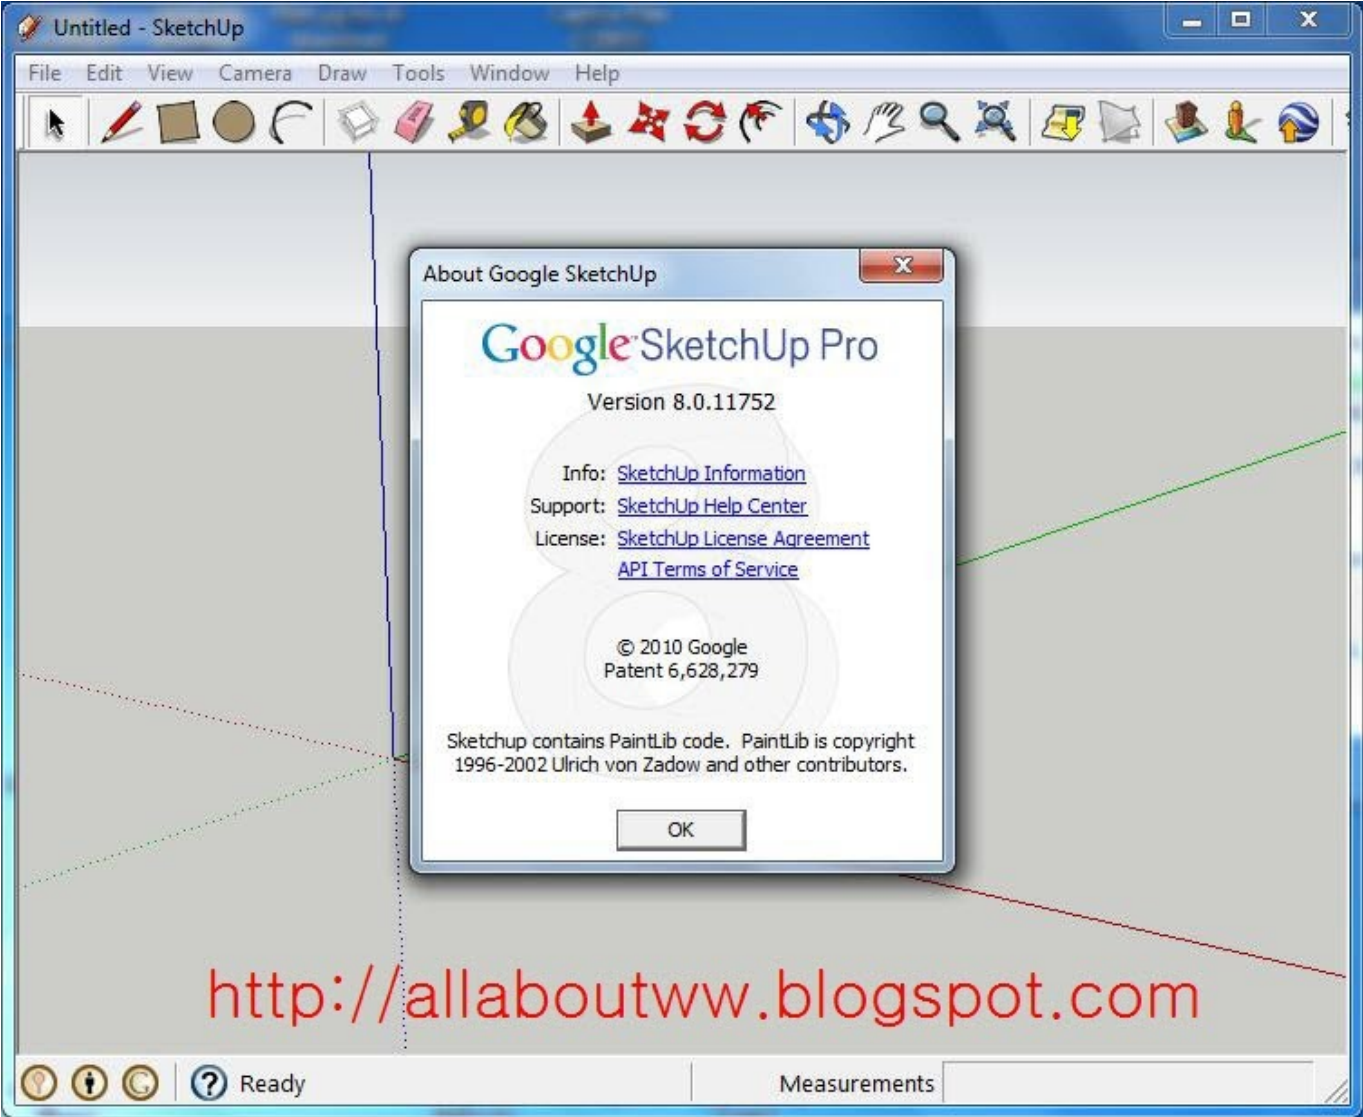 Untitled - SketchUp
File Edit View Camera Draw Tools Window Help
About Google SketchUp
Google™ SketchUp Pro
Version 8.0.11752
Info: SketchUp Information
Support: SketchUp Help Center
License: SketchUp License Agreement
API Terms of Service
© 2010 Google
Patent 6,628,279
Sketchup contains PaintLib code. PaintLib is copyright
1996-2002 Ulrich von Zadow and other contributors.
OK
http://allaboutww.blogspot.com
Ready Measurements